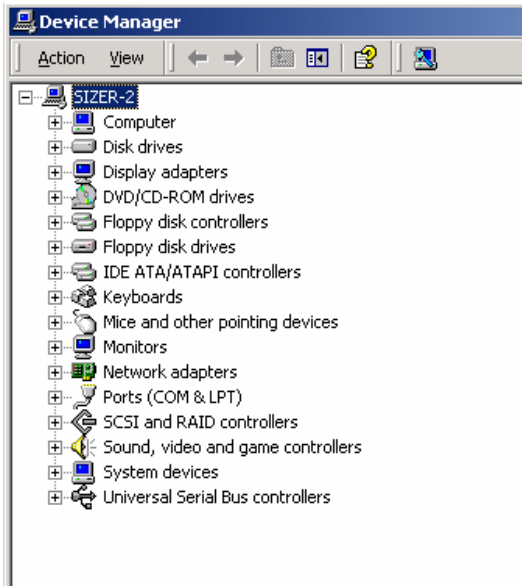 Device Manager
Action View
SIZER-2
Computer
Disk drives
Display adapters
DVD/CD-ROM drives
Floppy disk controllers
Floppy disk drives
IDE ATA/ATAPI controllers
Keyboards
Mice and other pointing devices
Monitors
Network adapters
Ports (COM & LPT)
SCSI and RAID controllers
Sound, video and game controllers
System devices
Universal Serial Bus controllers